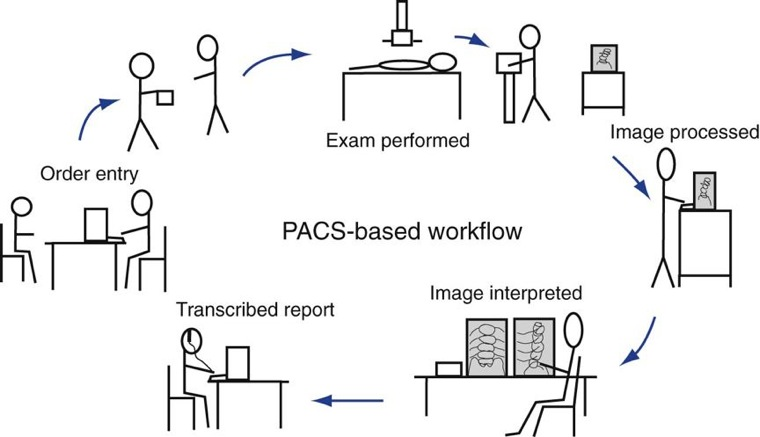 Order entry
Exam performed
Image processed
PACS-based workflow
Image interpreted
Transcribed report